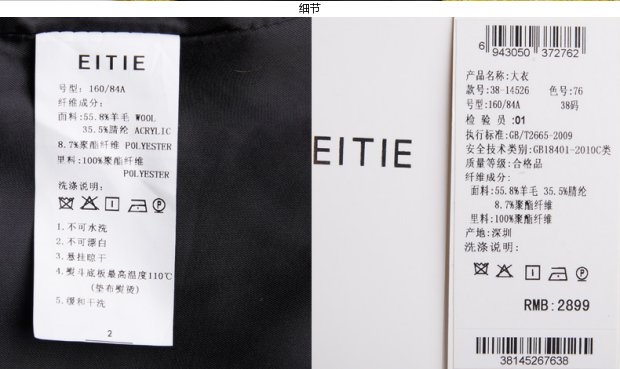 细节
EITIE
号型: 160/84A
纤维成分:
面料:55.8%羊毛 WOOL
35.5%腈纶 ACRYLIC
8.7%聚酯纤维 POLYESTER
里料:100%聚酯纤维
POLYESTER
洗涤说明:
1.不可水洗
2.不可漂白
3.悬挂晾干
4.熨斗底板最高温度110℃
(垫布熨烫)
5.缓和干洗
2
EITIE
6 943050 372762
产品名称:大衣
款号:38-14526 色号:76
号型:160/84A 38码
检 验 员:01
执行标准:GB/T2665-2009
安全技术类别:GB18401-2010C类
质量等级:合格品
纤维成分:
面料:55.8%羊毛 35.5%腈纶
8.7%聚酯纤维
里料:100%聚酯纤维
产地:深圳
洗涤说明:
RMB:2899
38145267638